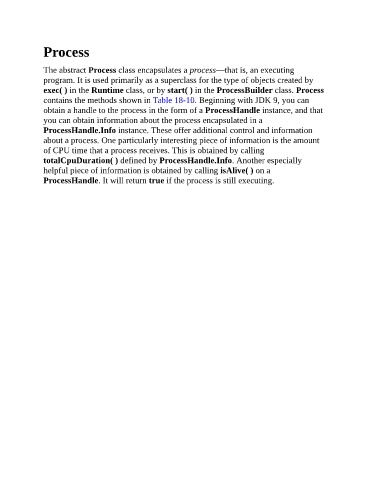 Process
The abstract Process class encapsulates a process—that is, an executing
program. It is used primarily as a superclass for the type of objects created by
exec( ) in the Runtime class, or by start( ) in the ProcessBuilder class. Process
contains the methods shown in Table 18-10. Beginning with JDK 9, you can
obtain a handle to the process in the form of a ProcessHandle instance, and that
you can obtain information about the process encapsulated in a
ProcessHandle.Info instance. These offer additional control and information
about a process. One particularly interesting piece of information is the amount
of CPU time that a process receives. This is obtained by calling
totalCpuDuration( ) defined by ProcessHandle.Info. Another especially
helpful piece of information is obtained by calling isAlive( ) on a
ProcessHandle. It will return true if the process is still executing.